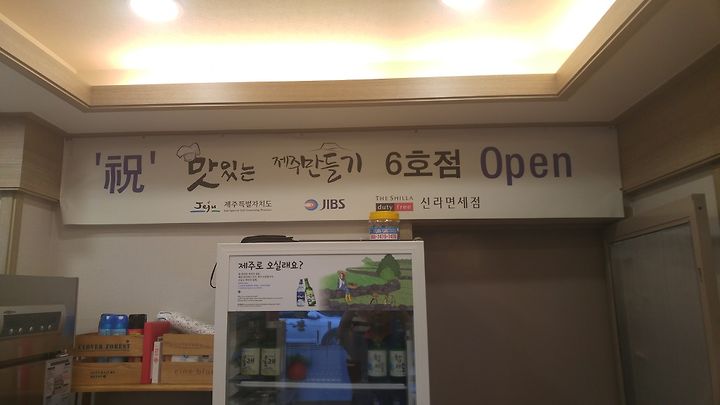 '祝' 맛있는 제주만들기 6호점 Open
Jeju 제주특별자치도 JIBS THE SHILLA duty free 신라면세점
제주로 오실래요?
CLOVER FOREST